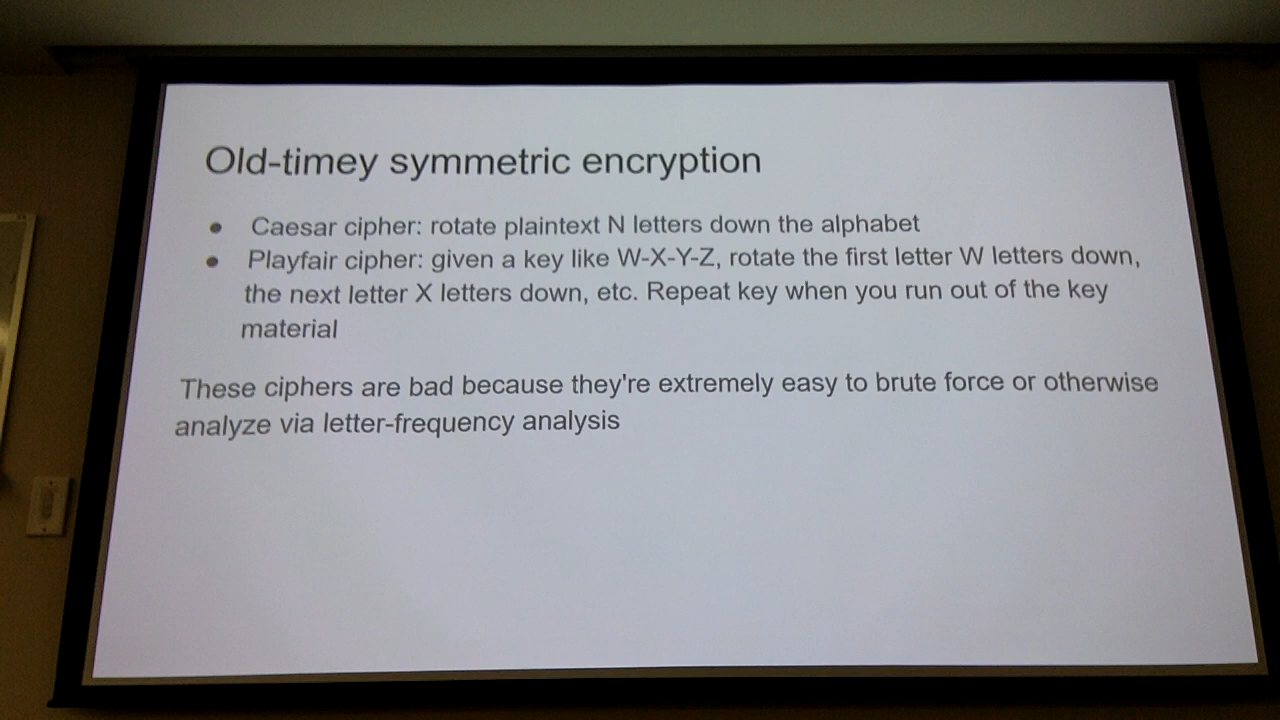 Old-timey symmetric encryption
● Caesar cipher: rotate plaintext N letters down the alphabet
● Playfair cipher: given a key like W-X-Y-Z, rotate the first letter W letters down,
the next letter X letters down, etc. Repeat key when you run out of the key
material
These ciphers are bad because they're extremely easy to brute force or otherwise
analyze via letter-frequency analysis